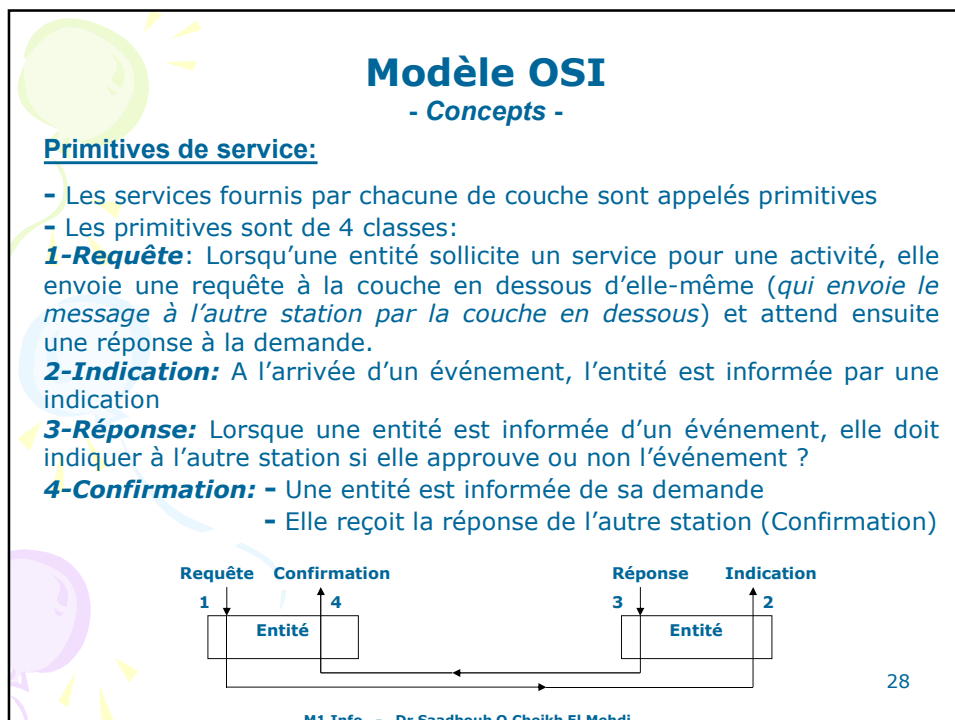 Modèle OSI
- Concepts -
Primitives de service:
- Les services fournis par chacune de couche sont appelés primitives
- Les primitives sont de 4 classes:
1-Requête: Lorsqu'une entité sollicite un service pour une activité, elle
envoie une requête à la couche en dessous d'elle-même (qui envoie le
message à l'autre station par la couche en dessous) et attend ensuite
une réponse à la demande.
2-Indication: A l'arrivée d'un événement, l'entité est informée par une
indication
3-Réponse: Lorsque une entité est informée d'un événement, elle doit
indiquer à l'autre station si elle approuve ou non l'événement ?
4-Confirmation: - Une entité est informée de sa demande
- Elle reçoit la réponse de l'autre station (Confirmation)
Requête Confirmation Réponse Indication
1 4 3 2
Entité Entité
28
M1 Info - Dr Saadbouh O Cheikh El Mehdi